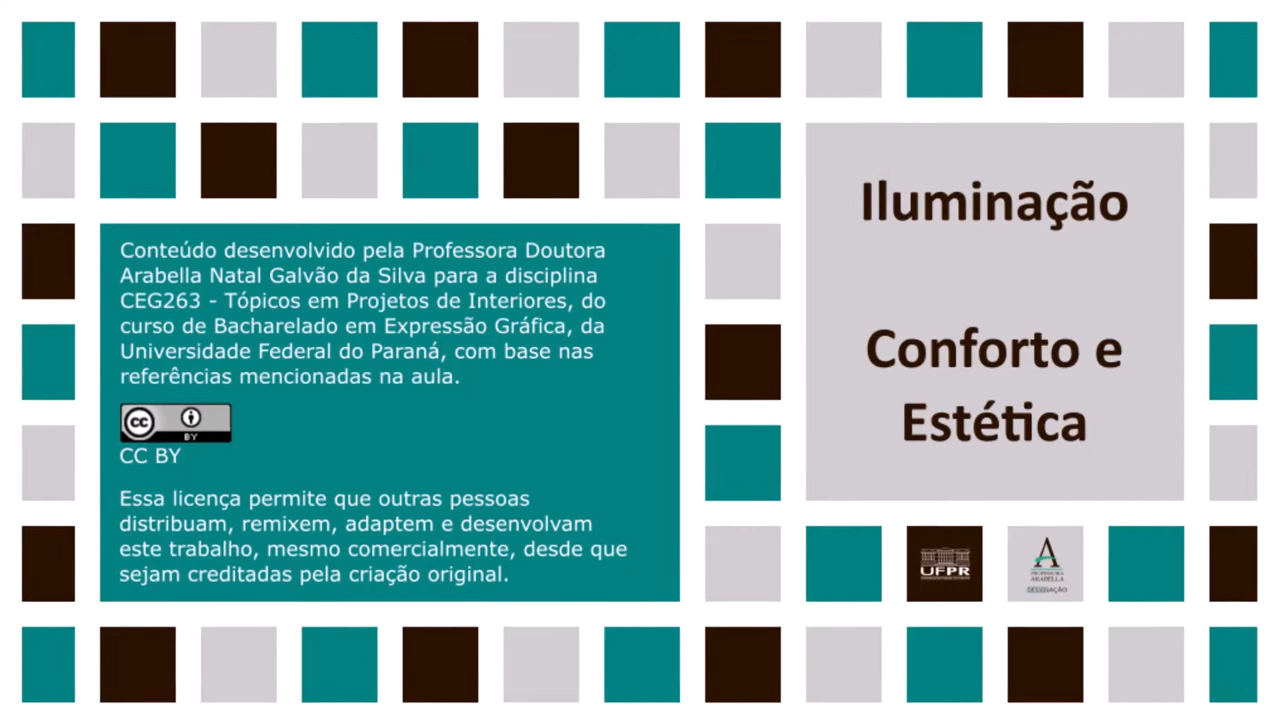 Conteúdo desenvolvido pela Professora Doutora
Arabella Natal Galvão da Silva para a disciplina
CEG263 - Tópicos em Projetos de Interiores, do
curso de Bacharelado em Expressão Gráfica, da
Universidade Federal do Paraná, com base nas
referências mencionadas na aula.
cc
BY
CC BY
Essa licença permite que outras pessoas
distribuam, remixem, adaptem e desenvolvam
este trabalho, mesmo comercialmente, desde que
sejam creditadas pela criação original.
Iluminação
Conforto e
Estética
UFPR
A
PROFESSORA
ARABELLA